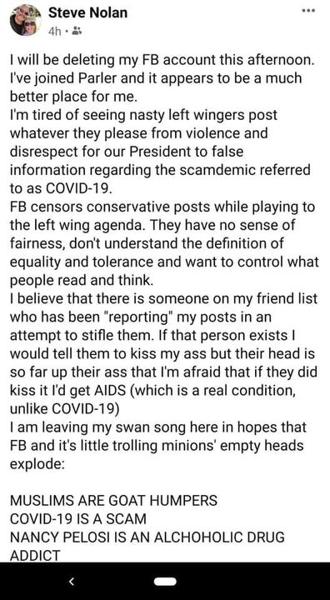 Steve Nolan
4h
I will be deleting my FB account this afternoon.
I've joined Parler and it appears to be a much
better place for me.
I'm tired of seeing nasty left wingers post
whatever they please from violence and
disrespect for our President to false
information regarding the scamdemic referred
to as COVID-19.
FB censors conservative posts while playing to
the left wing agenda. They have no sense of
fairness, don't understand the definition of
equality and tolerance and want to control what
people read and think.
I believe that there is someone on my friend list
who has been "reporting" my posts in an
attempt to stifle them. If that person exists I
would tell them to kiss my ass but their head is
so far up their ass that I'm afraid that if they did
kiss it I'd get AIDS (which is a real condition,
unlike COVID-19)
I am leaving my swan song here in hopes that
FB and it's little trolling minions' empty heads
explode:
MUSLIMS ARE GOAT HUMPERS
COVID-19 IS A SCAM
NANCY PELOSI IS AN ALCHOHOLIC DRUG
ADDICT